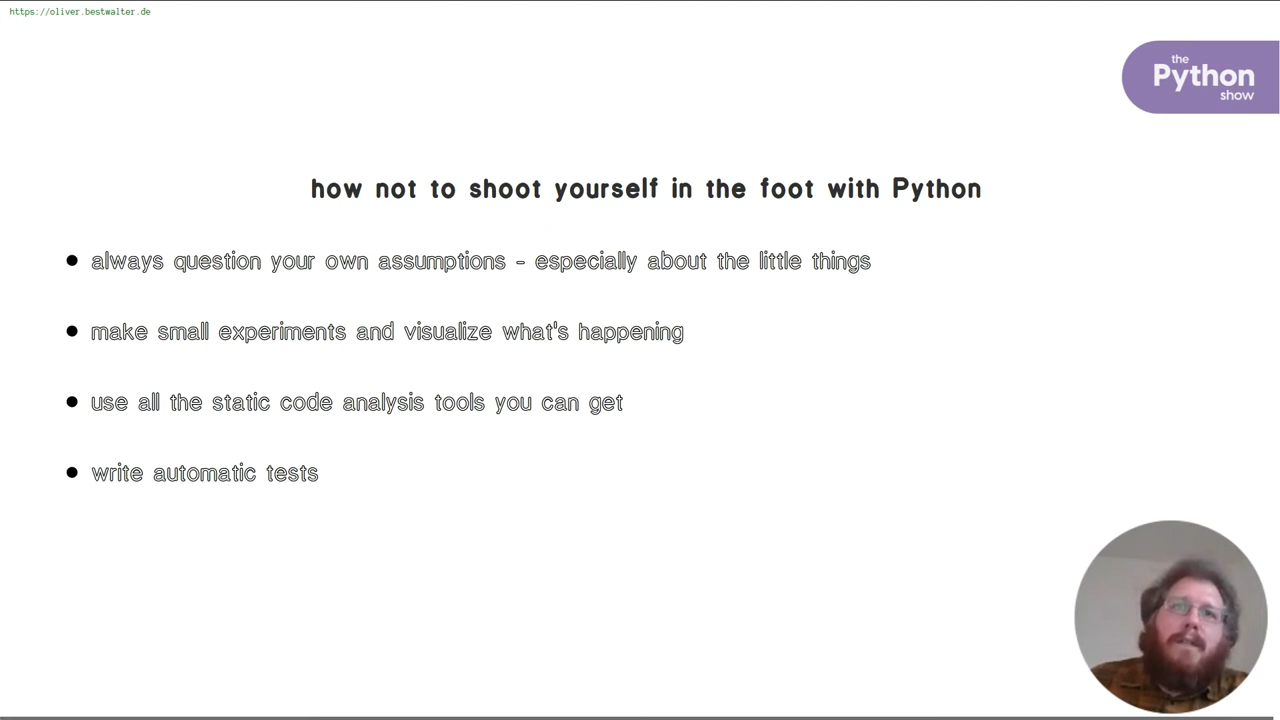 https://oliver.bestwalter.de
the
Python
show
how not to shoot yourself in the foot with Python
always question your own assumptions - especially about the little things
make small experiments and visualize what's happening
use all the static code analysis tools you can get
write automatic tests